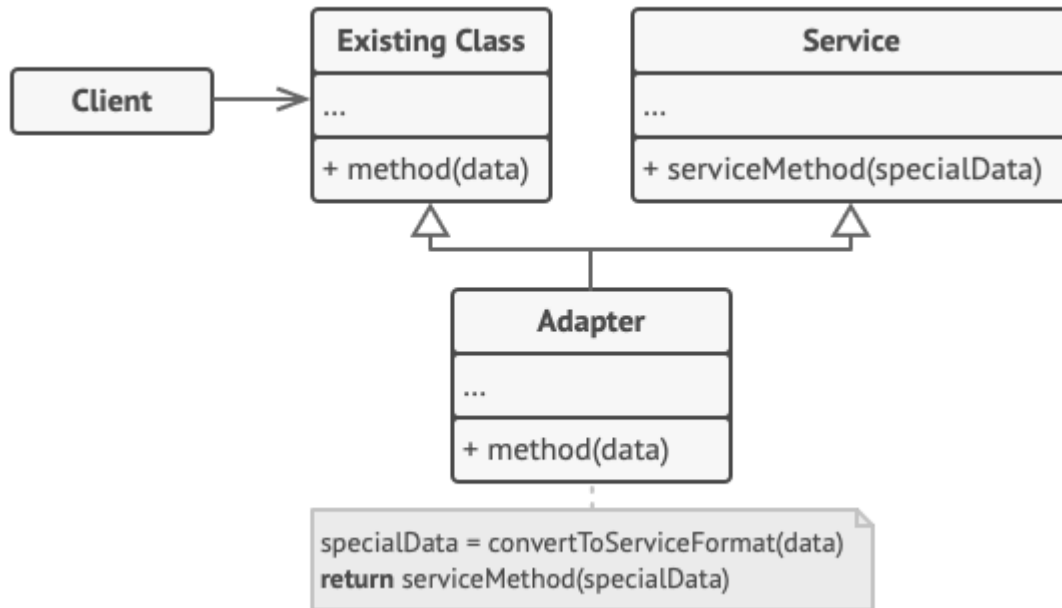 Existing Class
Service
Client
...
...
+ method(data)
+ serviceMethod(specialData)
Adapter
...
+ method(data)
specialData = convertToServiceFormat(data)
return serviceMethod(specialData)